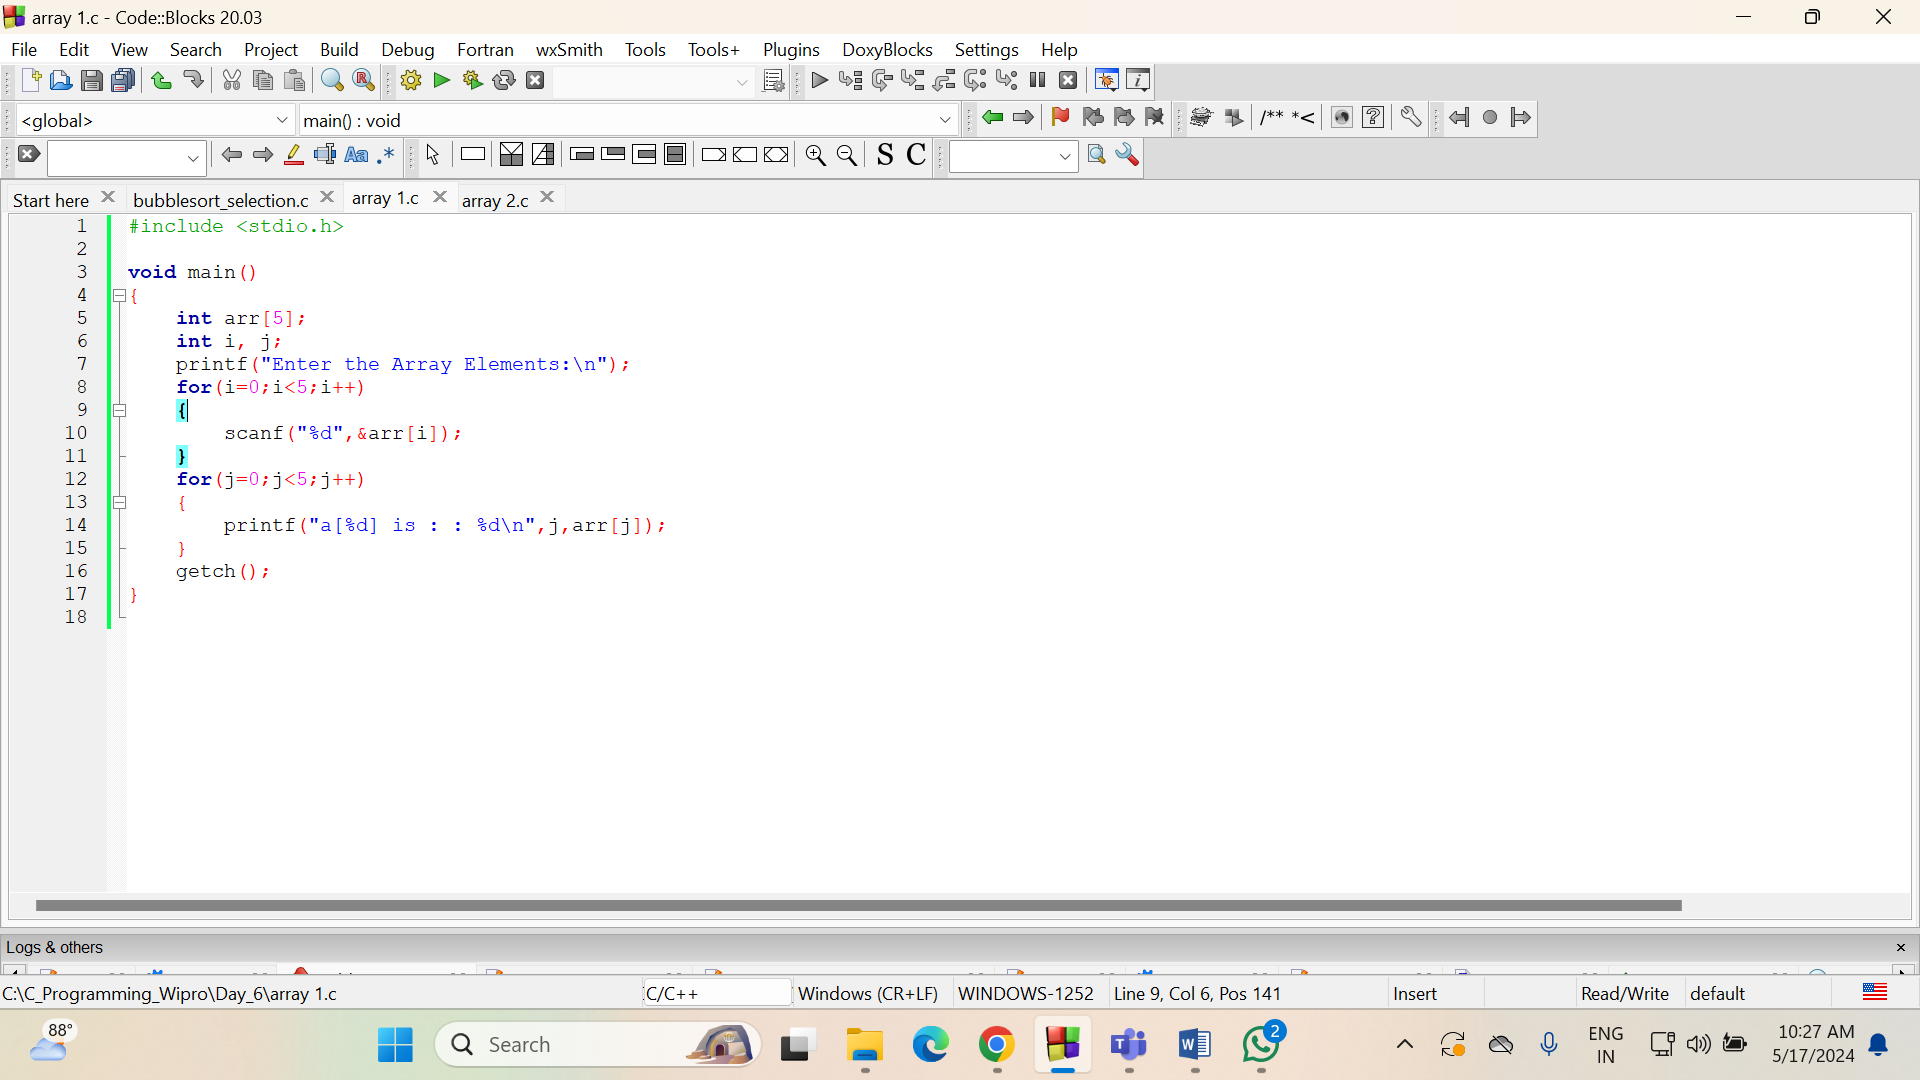 array 1.c - Code::Blocks 20.03
File Edit View Search Project Build Debug Fortran wxSmith Tools Tools+ Plugins DoxyBlocks Settings Help
<global> main() : void /** *<
Aa .* S C
Start here bubblesort_selection.c array 1.c array 2.c
1 #include <stdio.h>
2
3 void main()
4 {
5 int arr[5];
6 int i, j;
7 printf("Enter the Array Elements:\n");
8 for(i=0;i<5;i++)
9 {
10 scanf("%d",&arr[i]);
11 }
12 for(j=0;j<5;j++)
13 {
14 printf("a[%d] is : : %d\n",j,arr[j]);
15 }
16 getch();
17 }
18
Logs & others
C:\C_Programming_Wipro\Day_6\array 1.c C/C++ Windows (CR+LF) WINDOWS-1252 Line 9, Col 6, Pos 141 Insert Read/Write default
88° Search 2 ENG IN 10:27 AM 5/17/2024